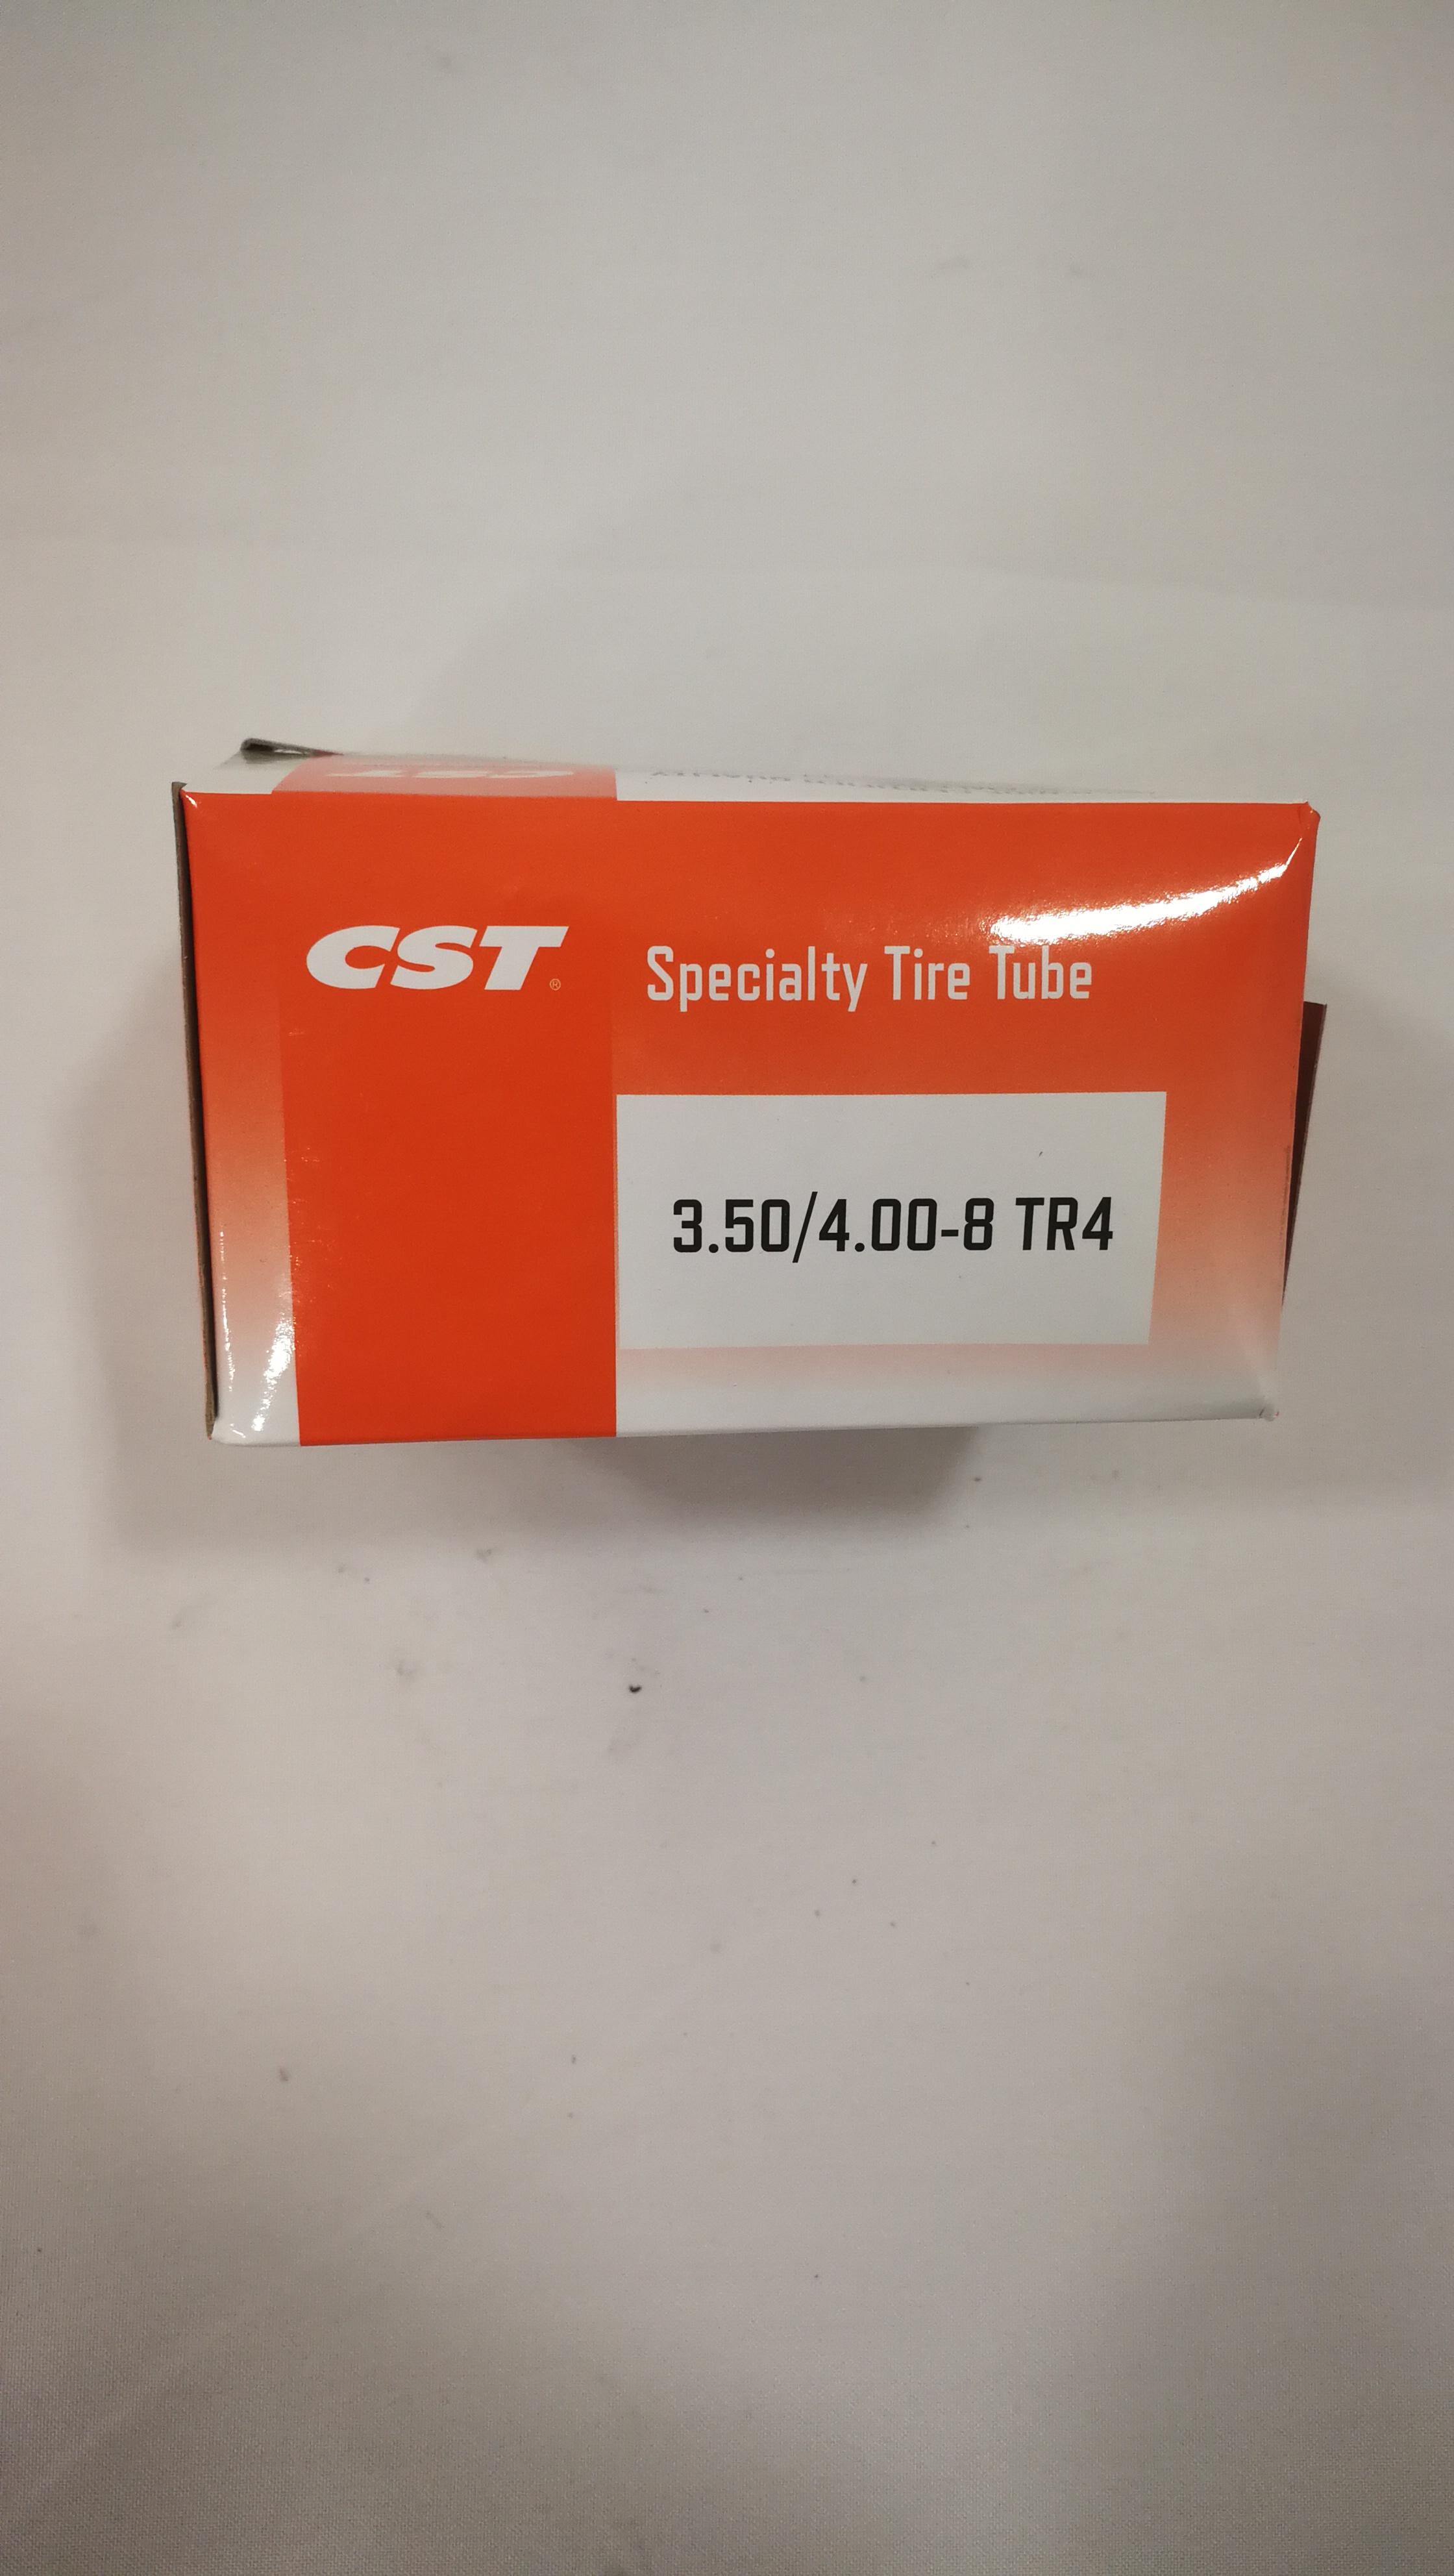 CST®
Specialty Tire Tube
3.50/4.00-8 TR4